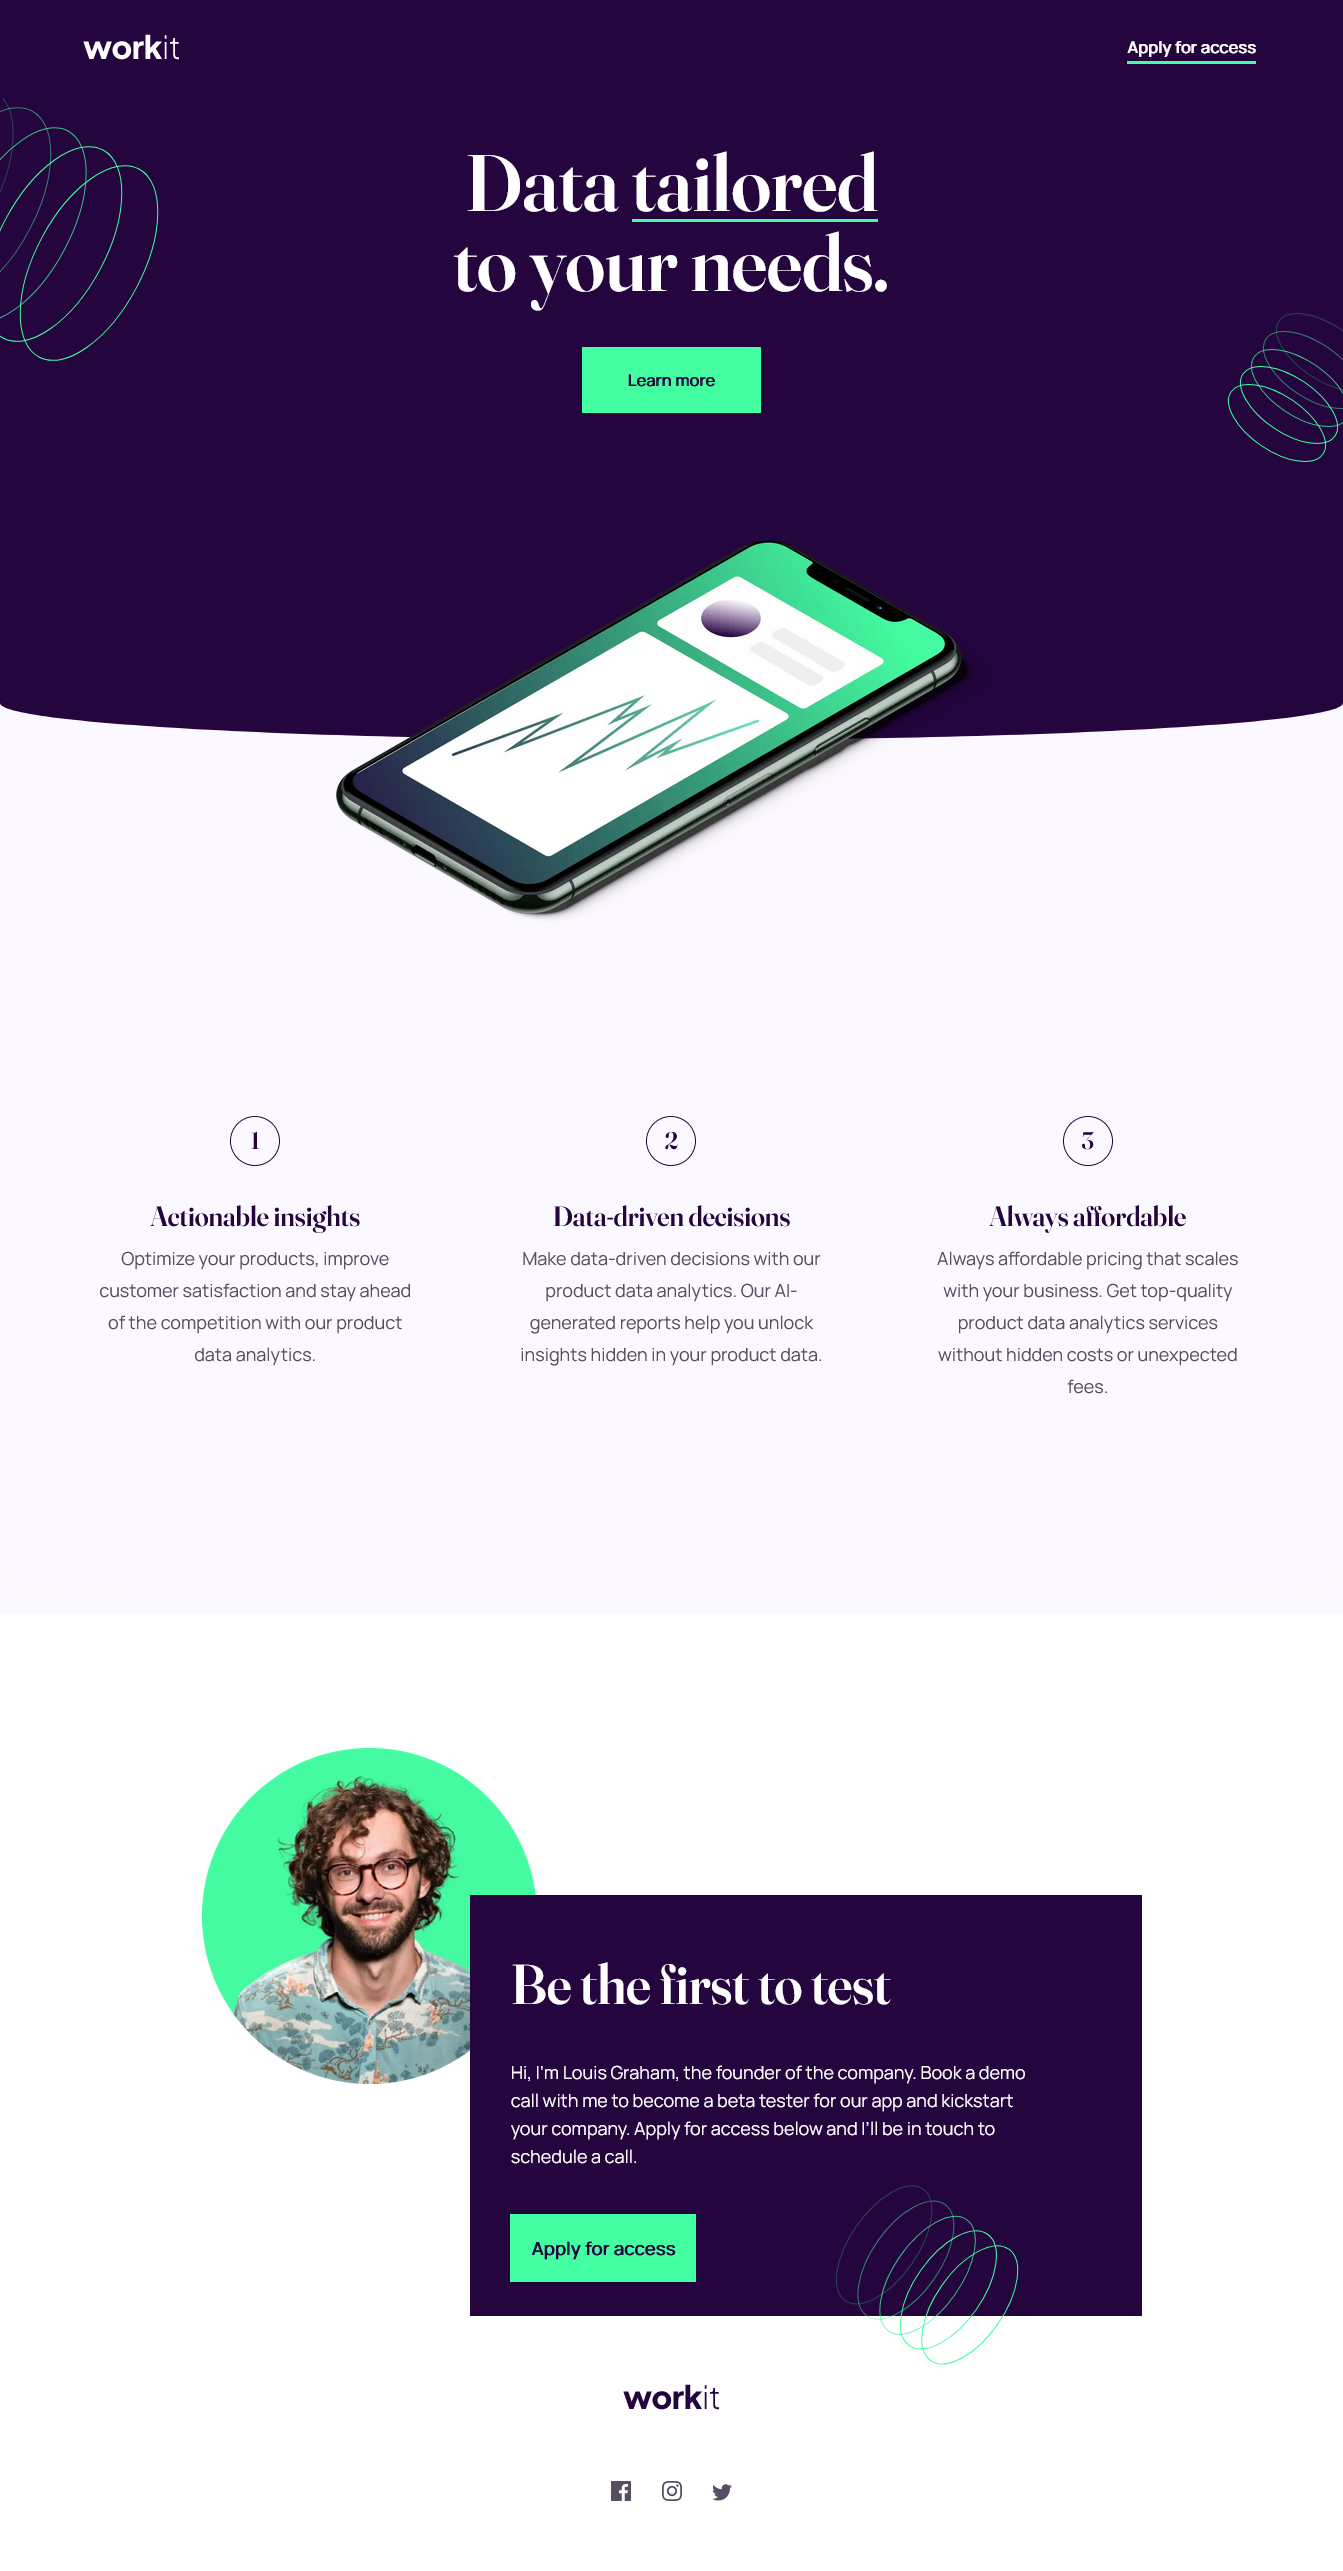 workit
Apply for access
Data tailored
to your needs.
Learn more
1
Actionable insights
Optimize your products, improve
customer satisfaction and stay ahead
of the competition with our product
data analytics.
2
Data-driven decisions
Make data-driven decisions with our
product data analytics. Our AI-
generated reports help you unlock
insights hidden in your product data.
3
Always affordable
Always affordable pricing that scales
with your business. Get top-quality
product data analytics services
without hidden costs or unexpected
fees.
Be the first to test
Hi, I'm Louis Graham, the founder of the company. Book a demo
call with me to become a beta tester for our app and kickstart
your company. Apply for access below and I'll be in touch to
schedule a call.
Apply for access
workit